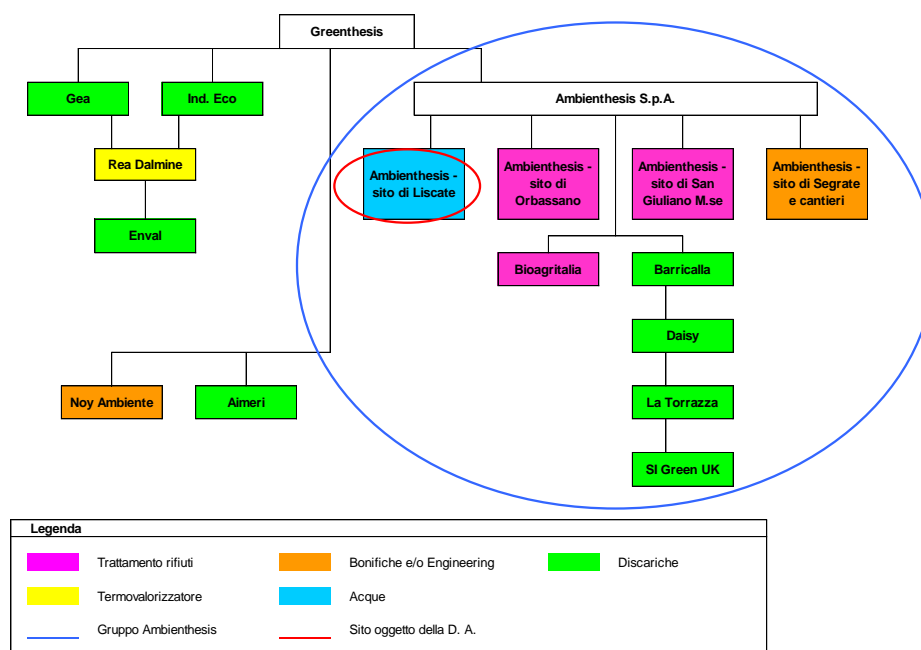 Greenthesis
Gea
Ind. Eco
Ambienthesis S.p.A.
Rea Dalmine
Ambienthesis -
sito di Liscate
Ambienthesis -
sito di
Orbassano
Ambienthesis -
sito di San
Giuliano M.se
Ambienthesis -
sito di Segrate
e cantieri
Enval
Bioagritalia
Barricalla
Daisy
Noy Ambiente
Aimeri
La Torrazza
SI Green UK
Legenda
Trattamento rifiuti
Bonifiche e/o Engineering
Discariche
Termovalorizzatore
Acque
Gruppo Ambienthesis
Sito oggetto della D. A.